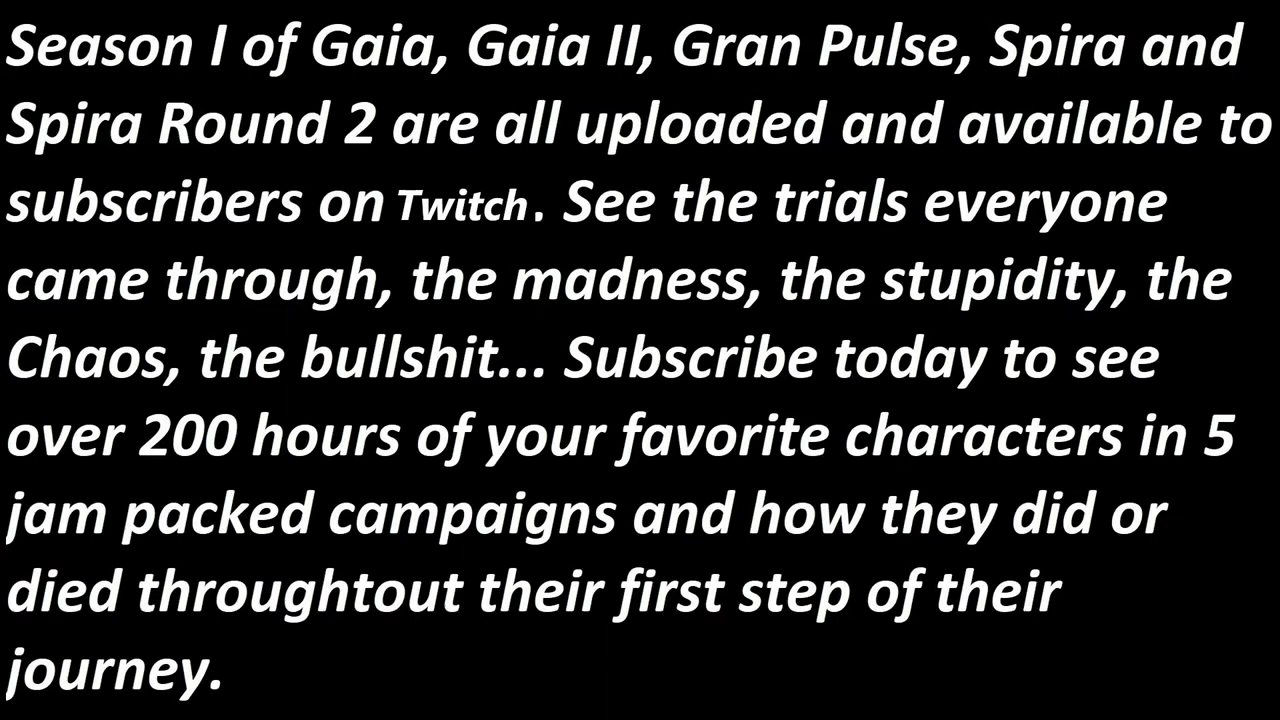 Season I of Gaia, Gaia II, Gran Pulse, Spira and
Spira Round 2 are all uploaded and available to
subscribers on Twitch. See the trials everyone
came through, the madness, the stupidity, the
Chaos, the bullshit... Subscribe today to see
over 200 hours of your favorite characters in 5
jam packed campaigns and how they did or
died throughtout their first step of their
journey.